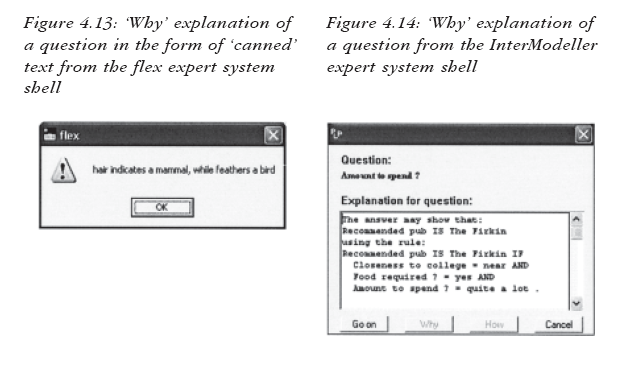 Figure 4.13: ‘Why’ explanation of
a question in the form of ‘canned’
text from the flex expert system
shell
flex
hair indicates a mammal, while feathers a bird
OK
Figure 4.14: ‘Why’ explanation of
a question from the InterModeller
expert system shell
Question:
Amount to spend ?
Explanation for question:
The answer may show that:
Recommended pub IS The Firkin
using the rule:
Recommended pub IS The Firkin IF
Closeness to college = near AND
Food required ? = yes AND
Amount to spend ? = quite a lot .
Go on Why How Cancel